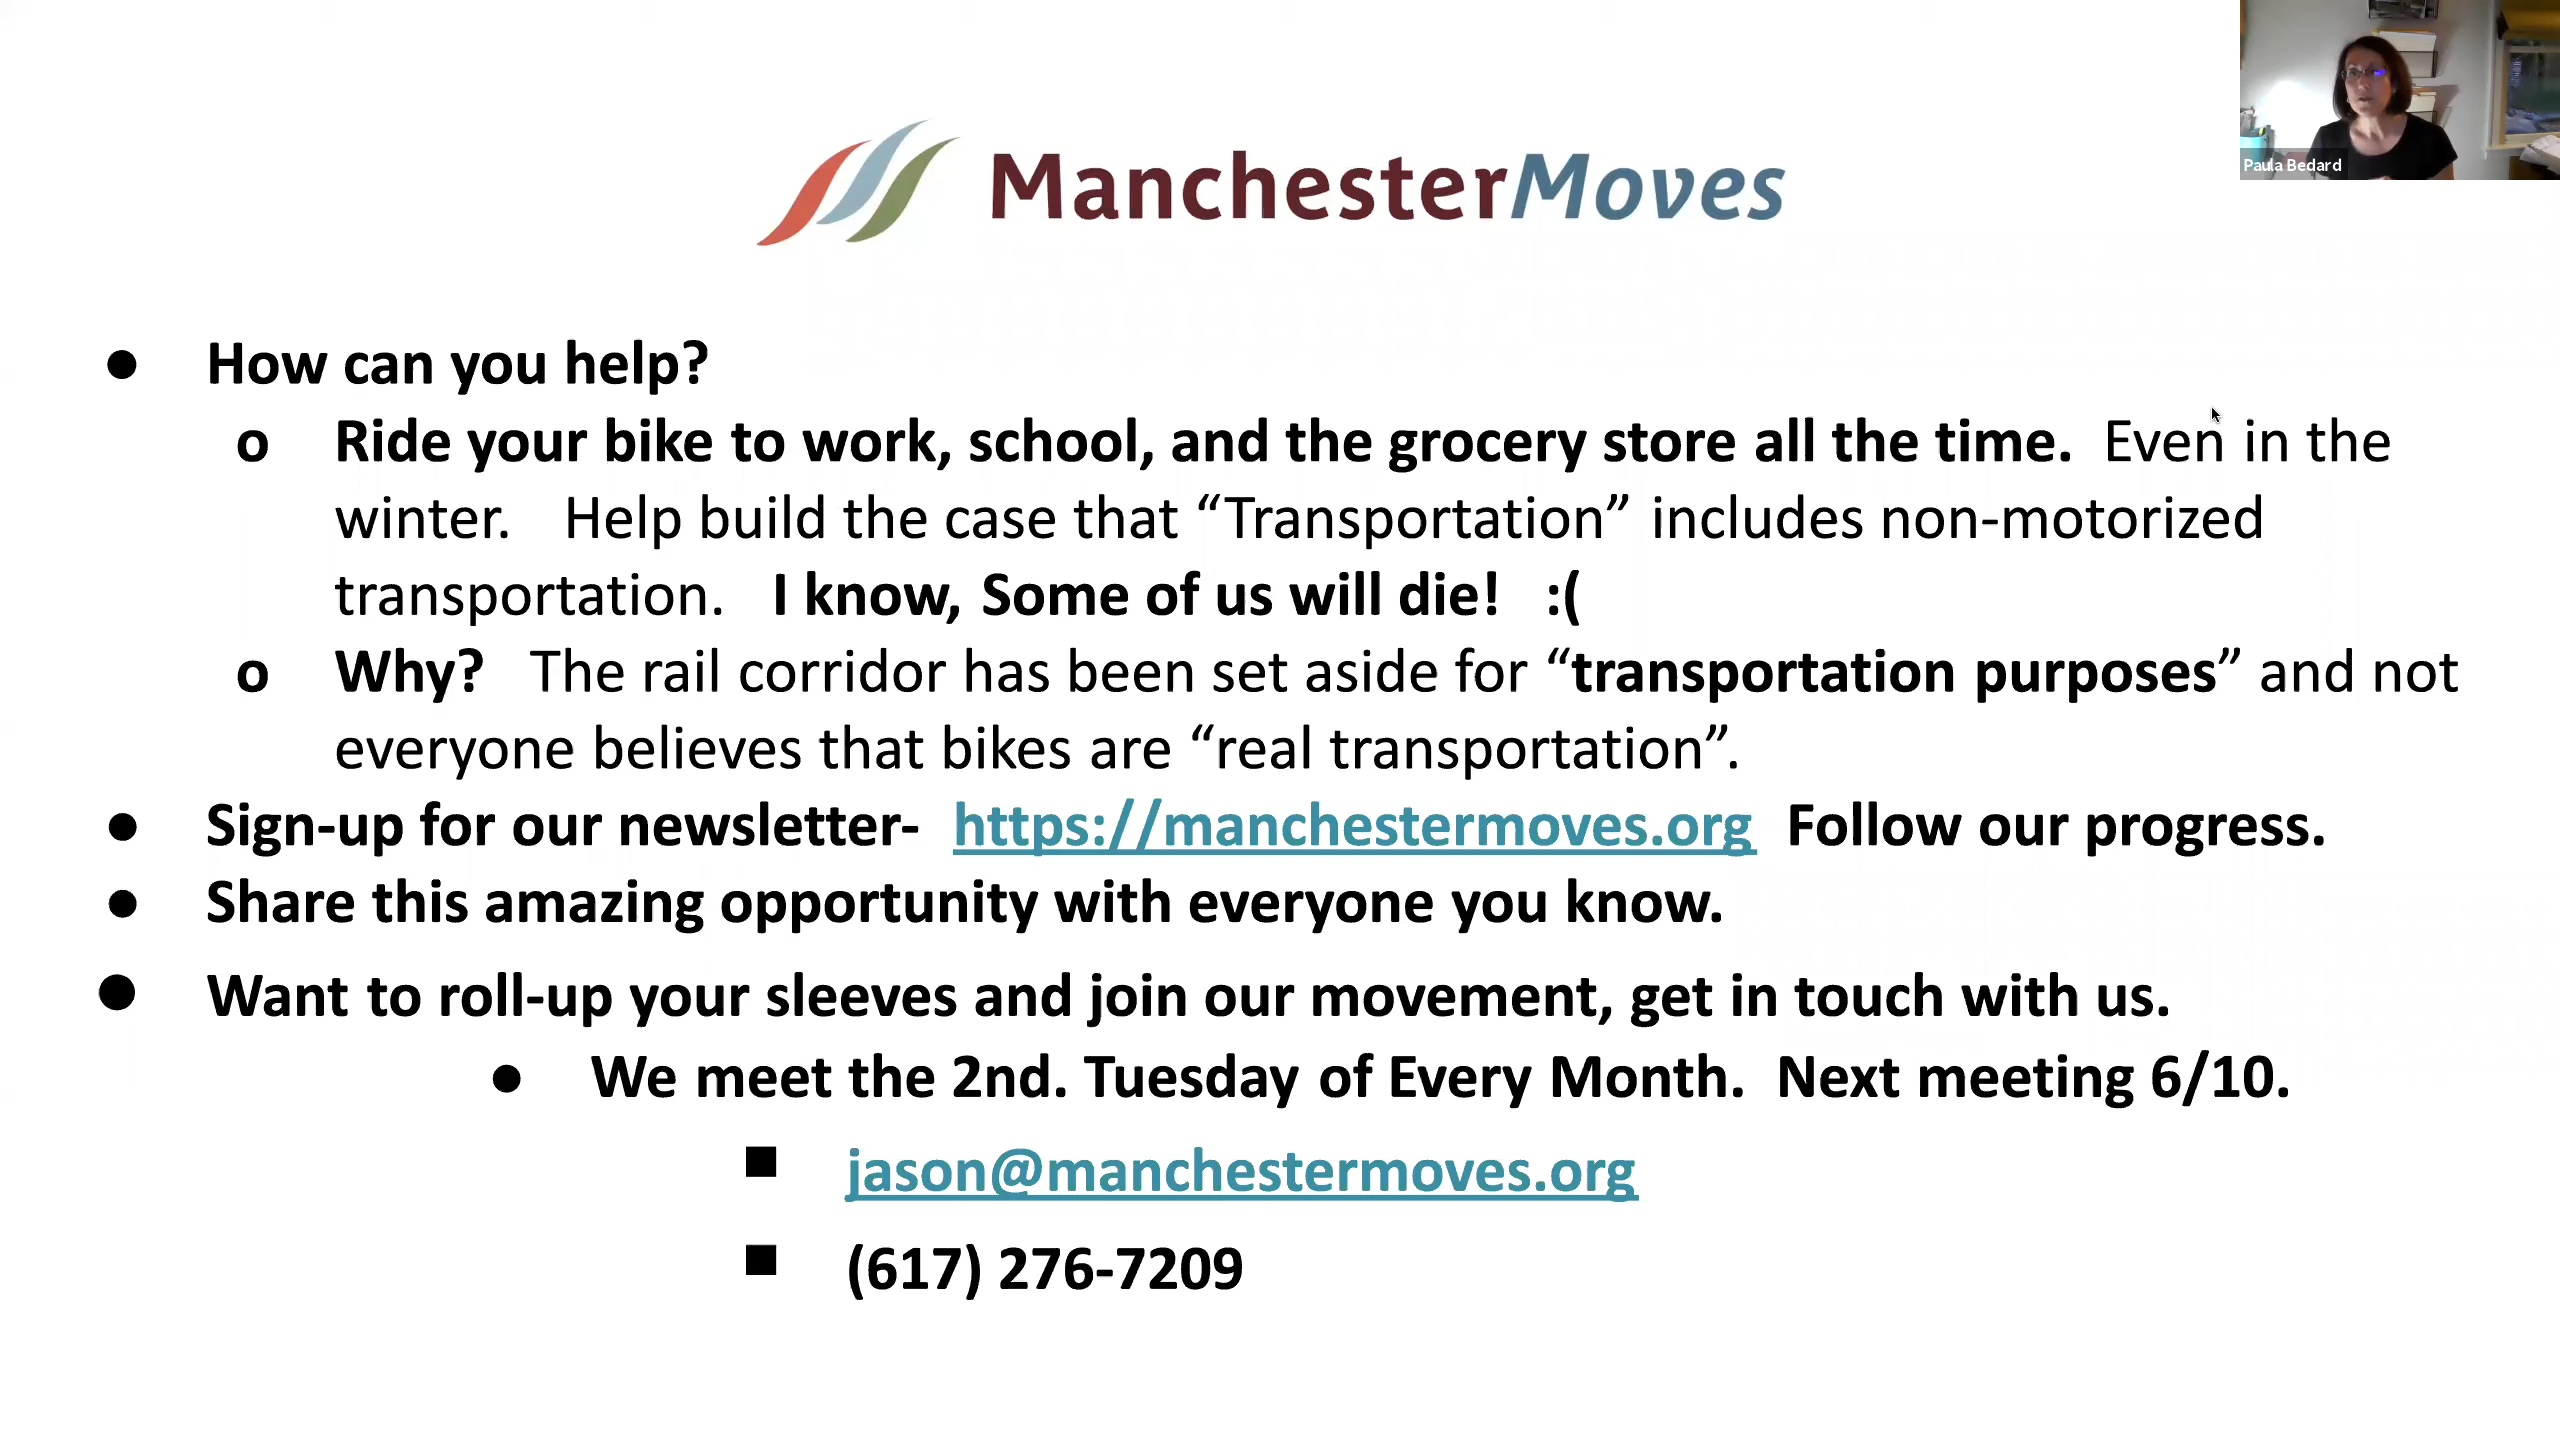 Paula Bedard
ManchesterMoves
● How can you help?
o Ride your bike to work, school, and the grocery store all the time. Even in the
winter. Help build the case that “Transportation” includes non-motorized
transportation. I know, Some of us will die! :(
o Why? The rail corridor has been set aside for “transportation purposes” and not
everyone believes that bikes are “real transportation”.
● Sign-up for our newsletter- https://manchestermoves.org Follow our progress.
● Share this amazing opportunity with everyone you know.
● Want to roll-up your sleeves and join our movement, get in touch with us.
● We meet the 2nd. Tuesday of Every Month. Next meeting 6/10.
■ jason@manchestermoves.org
■ (617) 276-7209